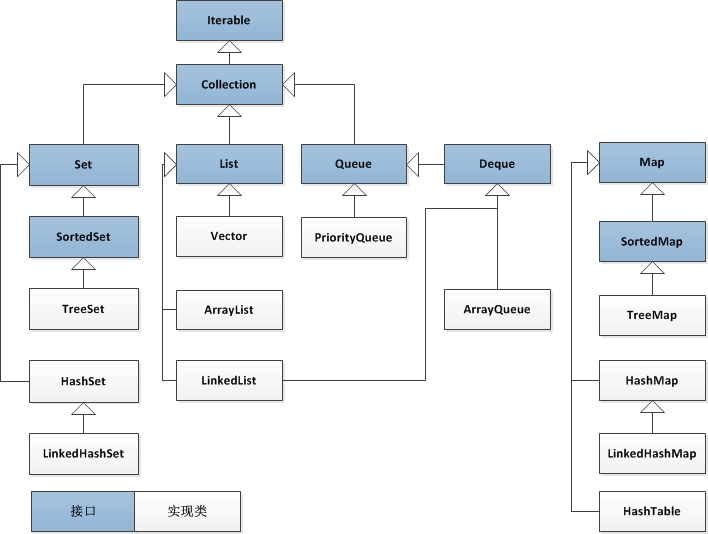 Iterable
Collection
Set
List
Queue
Deque
Map
SortedSet
Vector
PriorityQueue
SortedMap
TreeSet
ArrayList
ArrayQueue
TreeMap
HashSet
LinkedList
HashMap
LinkedHashSet
LinkedHashMap
接口
实现类
HashTable